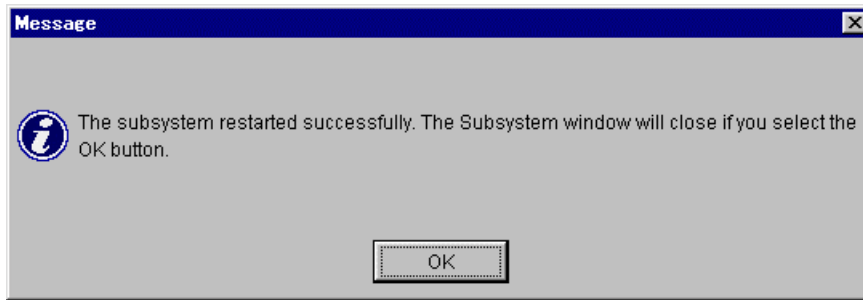 Message
The subsystem restarted successfully. The Subsystem window will close if you select the
OK button.
OK